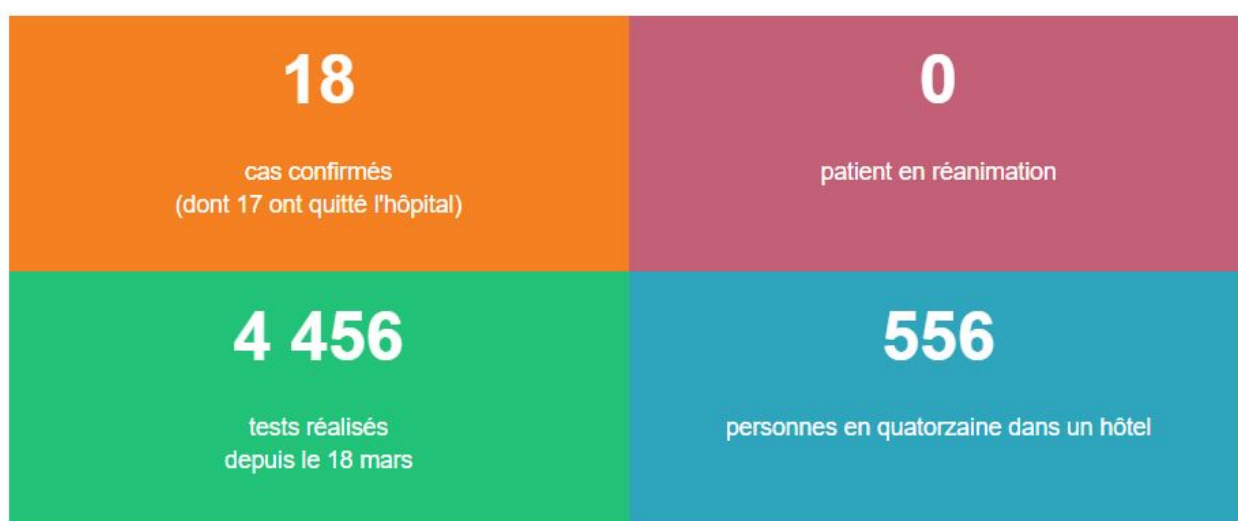 18
cas confirmés
(dont 17 ont quitté l'hôpital)
0
patient en réanimation
4 456
tests réalisés
depuis le 18 mars
556
personnes en quatorzaine dans un hôtel